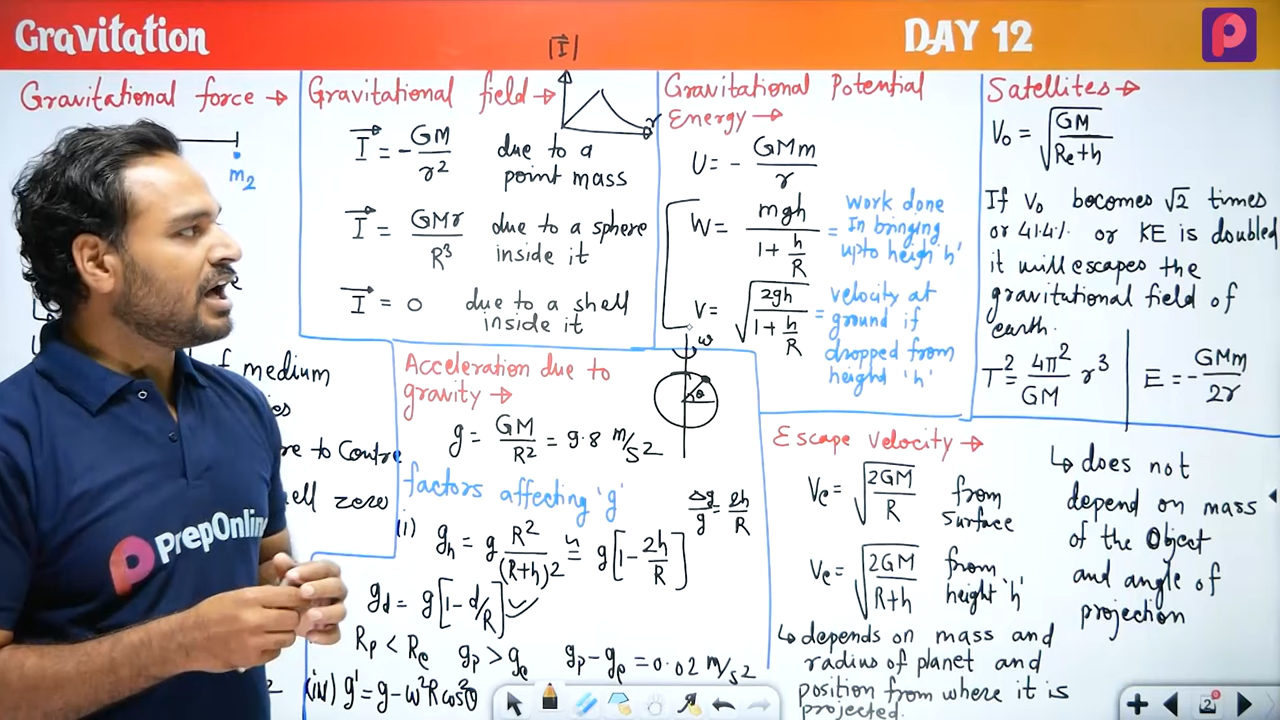 Gravitation
DAY 12
Gravitational force →
m₂
of medium
re to Contre
ell zero
Gravitational field →
|I⃗|
r
I⃗ = -GM/r² due to a
point mass
I⃗ = GMr/R³ due to a sphere
inside it
I⃗ = 0 due to a shell
inside it
Gravitational Potential
Energy →
U = - GMm/r
W = mgh/(1 + h/R) = work done
In bringing
upto heigh 'h'
V = √(2gh/(1 + h/R)) = velocity at
ground if
dropped from
height 'h'
Satellites →
V₀ = √(GM/(Re+h))
If V₀ becomes √2 times
or 41.4% or KE is doubled
it will escapes the
gravitational field of
earth.
T² = 4π²/GM r³
E = -GMm/2r
Acceleration due to
gravity →
g = GM/R² = 9.8 m/s²
ω
θ
factors affecting 'g'
Δg/g = 2h/R
(i) gh = g R²/(R+h)² ≃ g[1 - 2h/R]
gd = g[1 - d/R]
Rp < Re gp > ge gp - ge = 0.02 m/s²
(iv) g' = g - ω²R cos²θ
Escape velocity →
Ve = √(2GM/R) from
surface
Ve = √(2GM/(R+h)) from
height 'h'
↳ depends on mass and
radius of planet and
position from where it is
projected.
↳ does not
depend on mass
of the Object
and angle of
projection
PrepOnlin
2